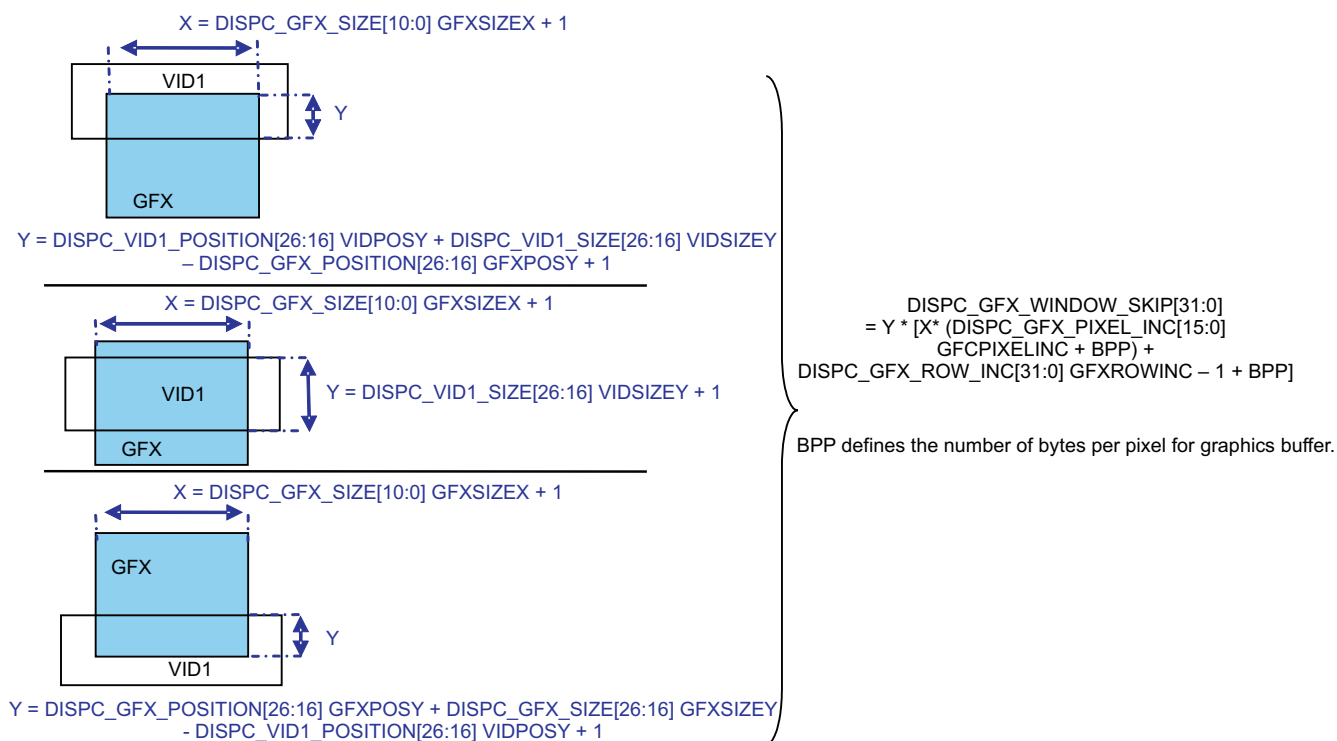 X = DISPC_GFX_SIZE[10:0] GFXSIZEX + 1
VID1
Y
GFX
Y = DISPC_VID1_POSITION[26:16] VIDPOSY + DISPC_VID1_SIZE[26:16] VIDSIZEY
– DISPC_GFX_POSITION[26:16] GFXPOSY + 1
X = DISPC_GFX_SIZE[10:0] GFXSIZEX + 1
VID1
Y = DISPC_VID1_SIZE[26:16] VIDSIZEY + 1
GFX
X = DISPC_GFX_SIZE[10:0] GFXSIZEX + 1
GFX
Y
VID1
Y = DISPC_GFX_POSITION[26:16] GFXPOSY + DISPC_GFX_SIZE[26:16] GFXSIZEY
- DISPC_VID1_POSITION[26:16] VIDPOSY + 1
DISPC_GFX_WINDOW_SKIP[31:0]
= Y * [X* (DISPC_GFX_PIXEL_INC[15:0]
GFCPIXELINC + BPP) +
DISPC_GFX_ROW_INC[31:0] GFXROWINC – 1 + BPP]
BPP defines the number of bytes per pixel for graphics buffer.